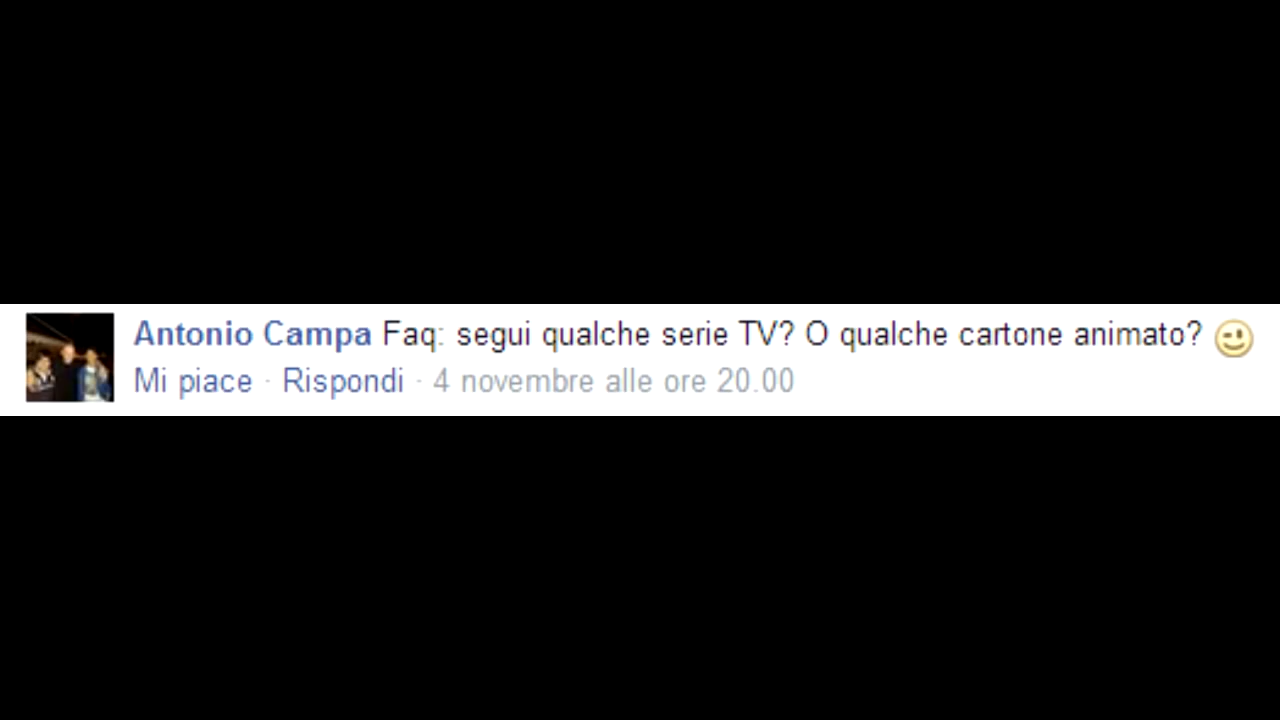 Antonio Campa Faq: segui qualche serie TV? O qualche cartone animato? 😉
Mi piace · Rispondi · 4 novembre alle ore 20.00